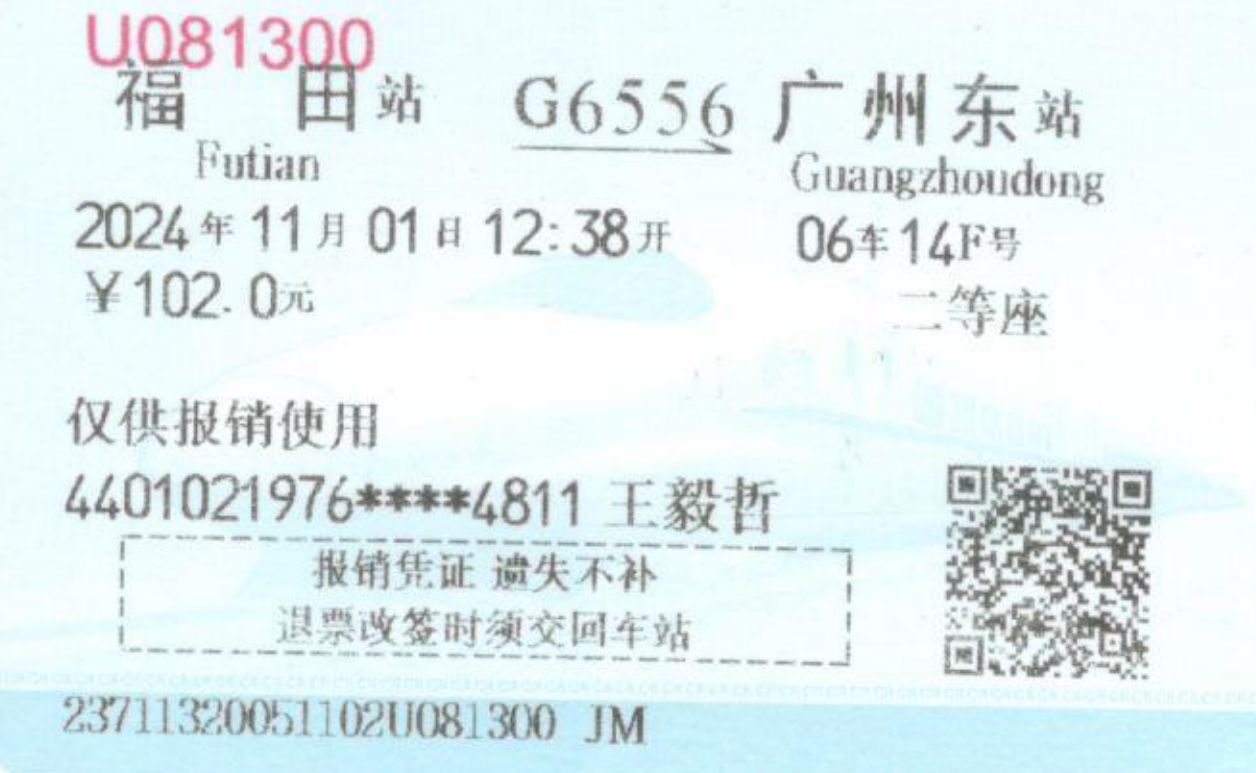 U081300
福田站 G6556 广州东站
Futian Guangzhoudong
2024年11月01日12:38开 06车14F号
¥102.0元 二等座
仅供报销使用
4401021976****4811 王毅哲
报销凭证 遗失不补
退票改签时须交回车站
23711320051102U081300 JM